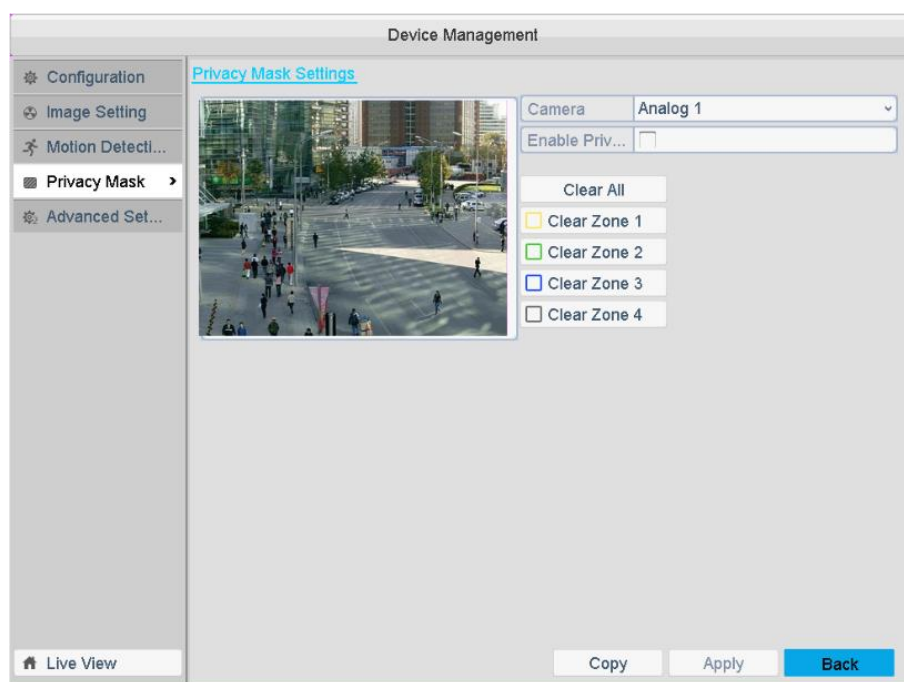 Device Management
Configuration
Image Setting
Motion Detecti...
Privacy Mask >
Advanced Set...
Live View
Privacy Mask Settings
Camera Analog 1
Enable Priv...
Clear All
Clear Zone 1
Clear Zone 2
Clear Zone 3
Clear Zone 4
Copy Apply Back